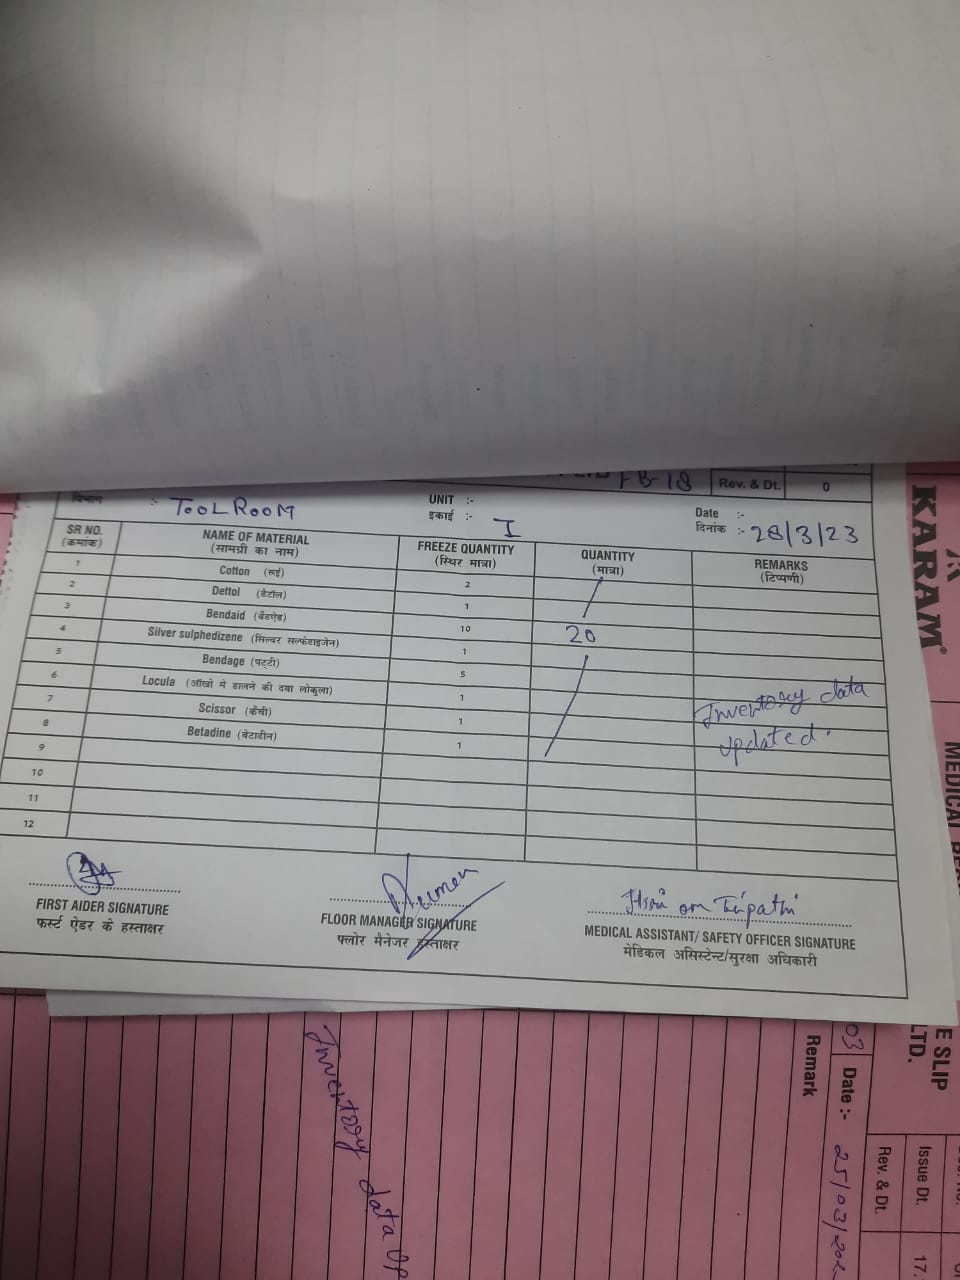 FB-18
Rev. & Dt. 0
विभाग :- TOOL ROOM
UNIT :-
इकाई :- I
Date :-
दिनांक :- 28/3/23
SR NO. (क्रमांक) NAME OF MATERIAL (सामग्री का नाम) FREEZE QUANTITY (स्थिर मात्रा) QUANTITY (मात्रा) REMARKS (टिप्पणी)
1 Cotton (रूई) 2
2 Dettol (डेटॉल) 1
3 Bendaid (बैंडऐड) 10 20
4 Silver sulphedizene (सिल्वर सल्फेडाइजेन) 1
5 Bendage (पट्टी) 5
6 Locula (आँखो में डालने की दवा लोकूला) 1
7 Scissor (कैंची) 1
8 Betadine (बेटाडीन) 1
9
10
11
12
Inventory data
updated.
FIRST AIDER SIGNATURE
फर्स्ट ऐडर के हस्ताक्षर
FLOOR MANAGER SIGNATURE
फ्लोर मैनेजर हस्ताक्षर
om Tripathi
MEDICAL ASSISTANT/ SAFETY OFFICER SIGNATURE
मेडिकल असिस्टेन्ट/सुरक्षा अधिकारी
KARAM®
MEDICAL
E SLIP
LTD.
03
Date :- 25/03/202
Remark
Issue Dt. 17.
Rev. & Dt.
Inventory data up